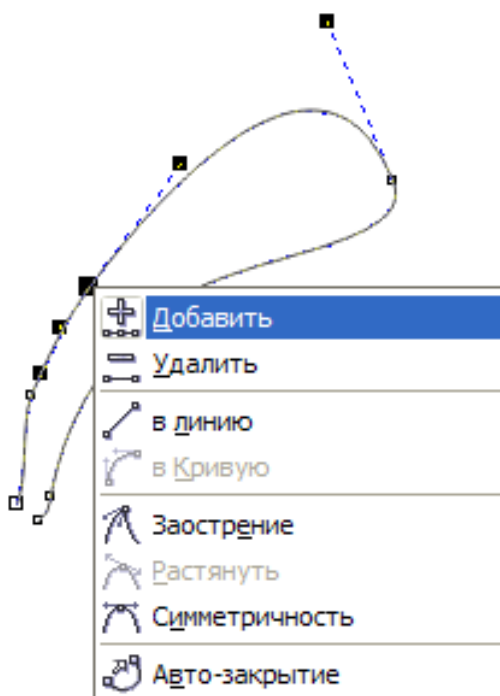 Добавить
Удалить
в линию
в Кривую
Заострение
Растянуть
Симметричность
Авто-закрытие